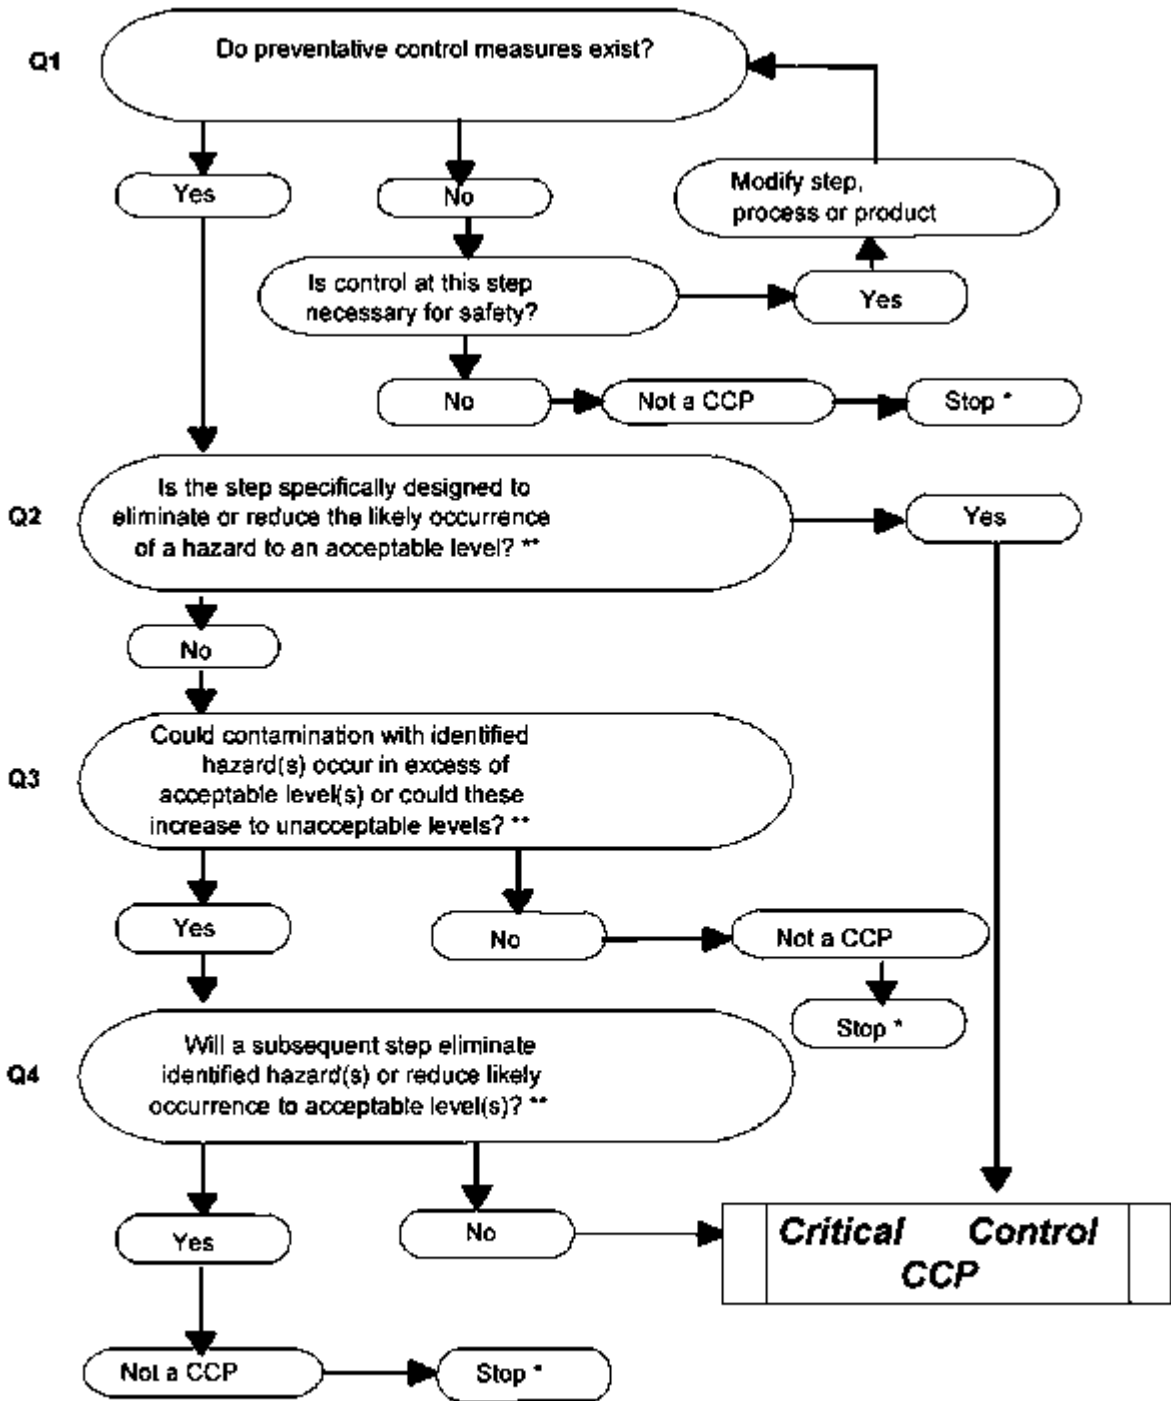 Q1
Do preventative control measures exist?
Yes
No
Modify step,
process or product
Is control at this step
necessary for safety?
Yes
No
Not a CCP
Stop *
Q2
Is the step specifically designed to
eliminate or reduce the likely occurrence
of a hazard to an acceptable level? **
Yes
No
Q3
Could contamination with identified
hazard(s) occur in excess of
acceptable level(s) or could these
increase to unacceptable levels? **
Yes
No
Not a CCP
Stop *
Q4
Will a subsequent step eliminate
identified hazard(s) or reduce likely
occurrence to acceptable level(s)? **
Yes
No
Critical Control
CCP
Not a CCP
Stop *